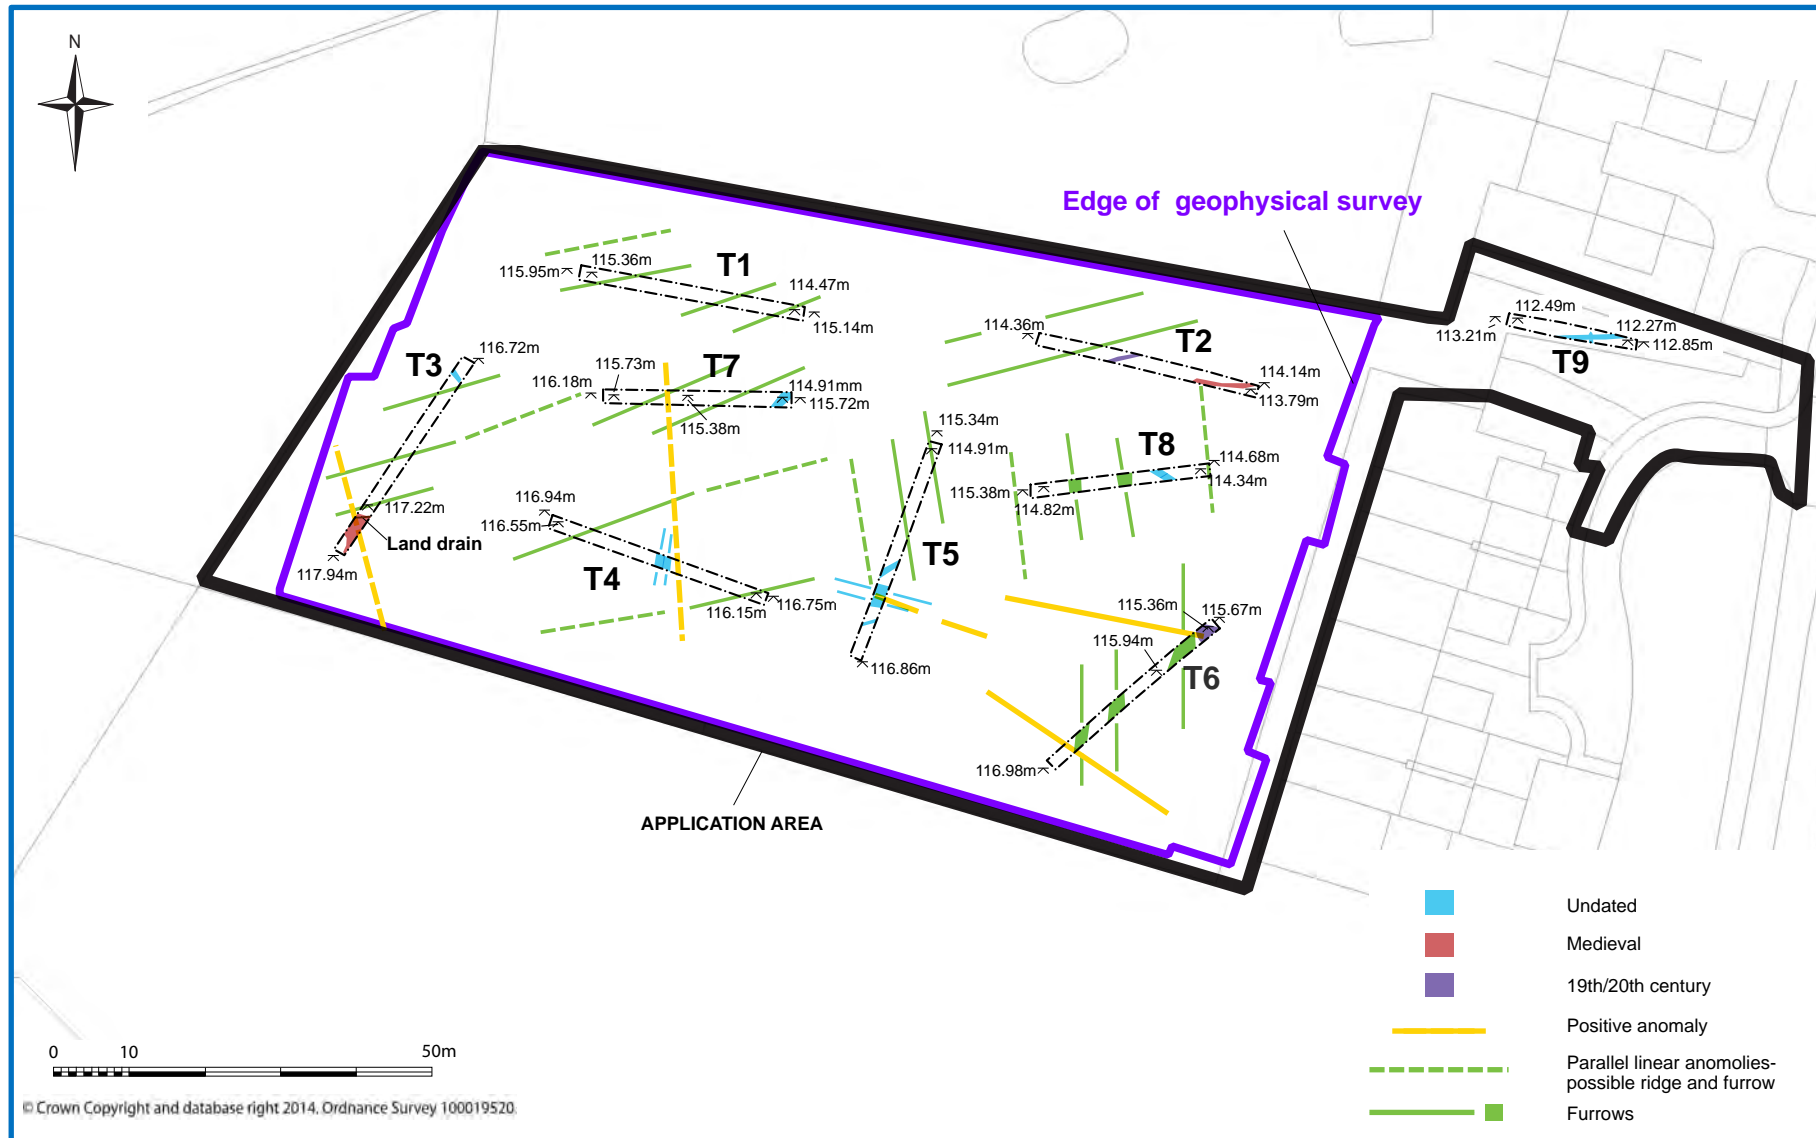 N
Edge of geophysical survey
115.95m
115.36m
T1
114.47m
115.14m
114.36m
T2
114.14m
113.79m
112.49m
113.21m
112.27m
112.85m
T9
T3
116.72m
115.73m
T7
116.18m
114.91mm
115.72m
115.38m
115.34m
114.91m
T8
114.68m
114.34m
115.38m
114.82m
117.22m
Land drain
117.94m
116.94m
116.55m
T4
116.15m
116.75m
T5
116.86m
115.36m
115.67m
115.94m
T6
116.98m
APPLICATION AREA
Undated
Medieval
19th/20th century
Positive anomaly
Parallel linear anomolies-
possible ridge and furrow
Furrows
0 10 50m
© Crown Copyright and database right 2014. Ordnance Survey 100019520.